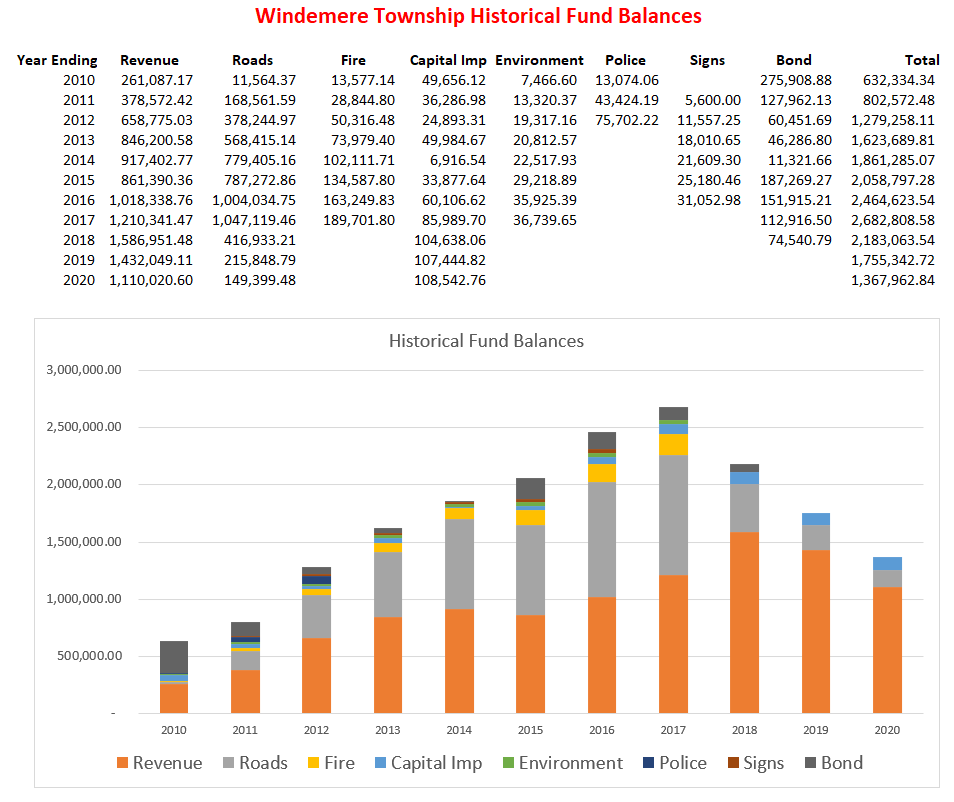 Windemere Township Historical Fund Balances
Year Ending Revenue Roads Fire Capital Imp Environment Police Signs Bond Total
2010 261,087.17 11,564.37 13,577.14 49,656.12 7,466.60 13,074.06 275,908.88 632,334.34
2011 378,572.42 168,561.59 28,844.80 36,286.98 13,320.37 43,424.19 5,600.00 127,962.13 802,572.48
2012 658,775.03 378,244.97 50,316.48 24,893.31 19,317.16 75,702.22 11,557.25 60,451.69 1,279,258.11
2013 846,200.58 568,415.14 73,979.40 49,984.67 20,812.57 18,010.65 46,286.80 1,623,689.81
2014 917,402.77 779,405.16 102,111.71 6,916.54 22,517.93 21,609.30 11,321.66 1,861,285.07
2015 861,390.36 787,272.86 134,587.80 33,877.64 29,218.89 25,180.46 187,269.27 2,058,797.28
2016 1,018,338.76 1,004,034.75 163,249.83 60,106.62 35,925.39 31,052.98 151,915.21 2,464,623.54
2017 1,210,341.47 1,047,119.46 189,701.80 85,989.70 36,739.65 112,916.50 2,682,808.58
2018 1,586,951.48 416,933.21 104,638.06 74,540.79 2,183,063.54
2019 1,432,049.11 215,848.79 107,444.82 1,755,342.72
2020 1,110,020.60 149,399.48 108,542.76 1,367,962.84
Historical Fund Balances
3,000,000.00
2,500,000.00
2,000,000.00
1,500,000.00
1,000,000.00
500,000.00
-
2010 2011 2012 2013 2014 2015 2016 2017 2018 2019 2020
Revenue Roads Fire Capital Imp Environment Police Signs Bond